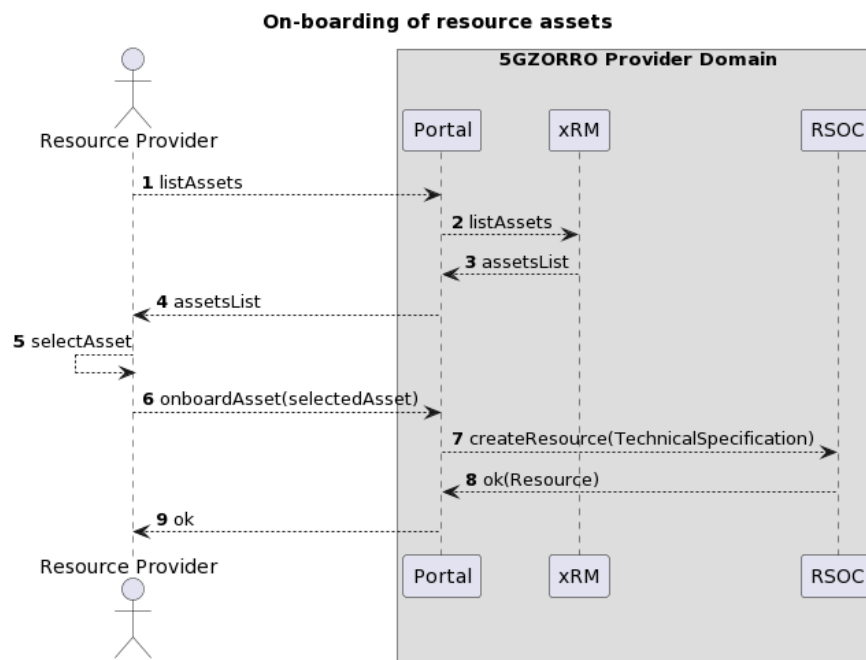 On-boarding of resource assets
5GZORRO Provider Domain
Resource Provider
Portal
xRM
RSOC
1 listAssets
2 listAssets
3 assetsList
4 assetsList
5 selectAsset
6 onboardAsset(selectedAsset)
7 createResource(TechnicalSpecification)
8 ok(Resource)
9 ok
Resource Provider
Portal
xRM
RSOC